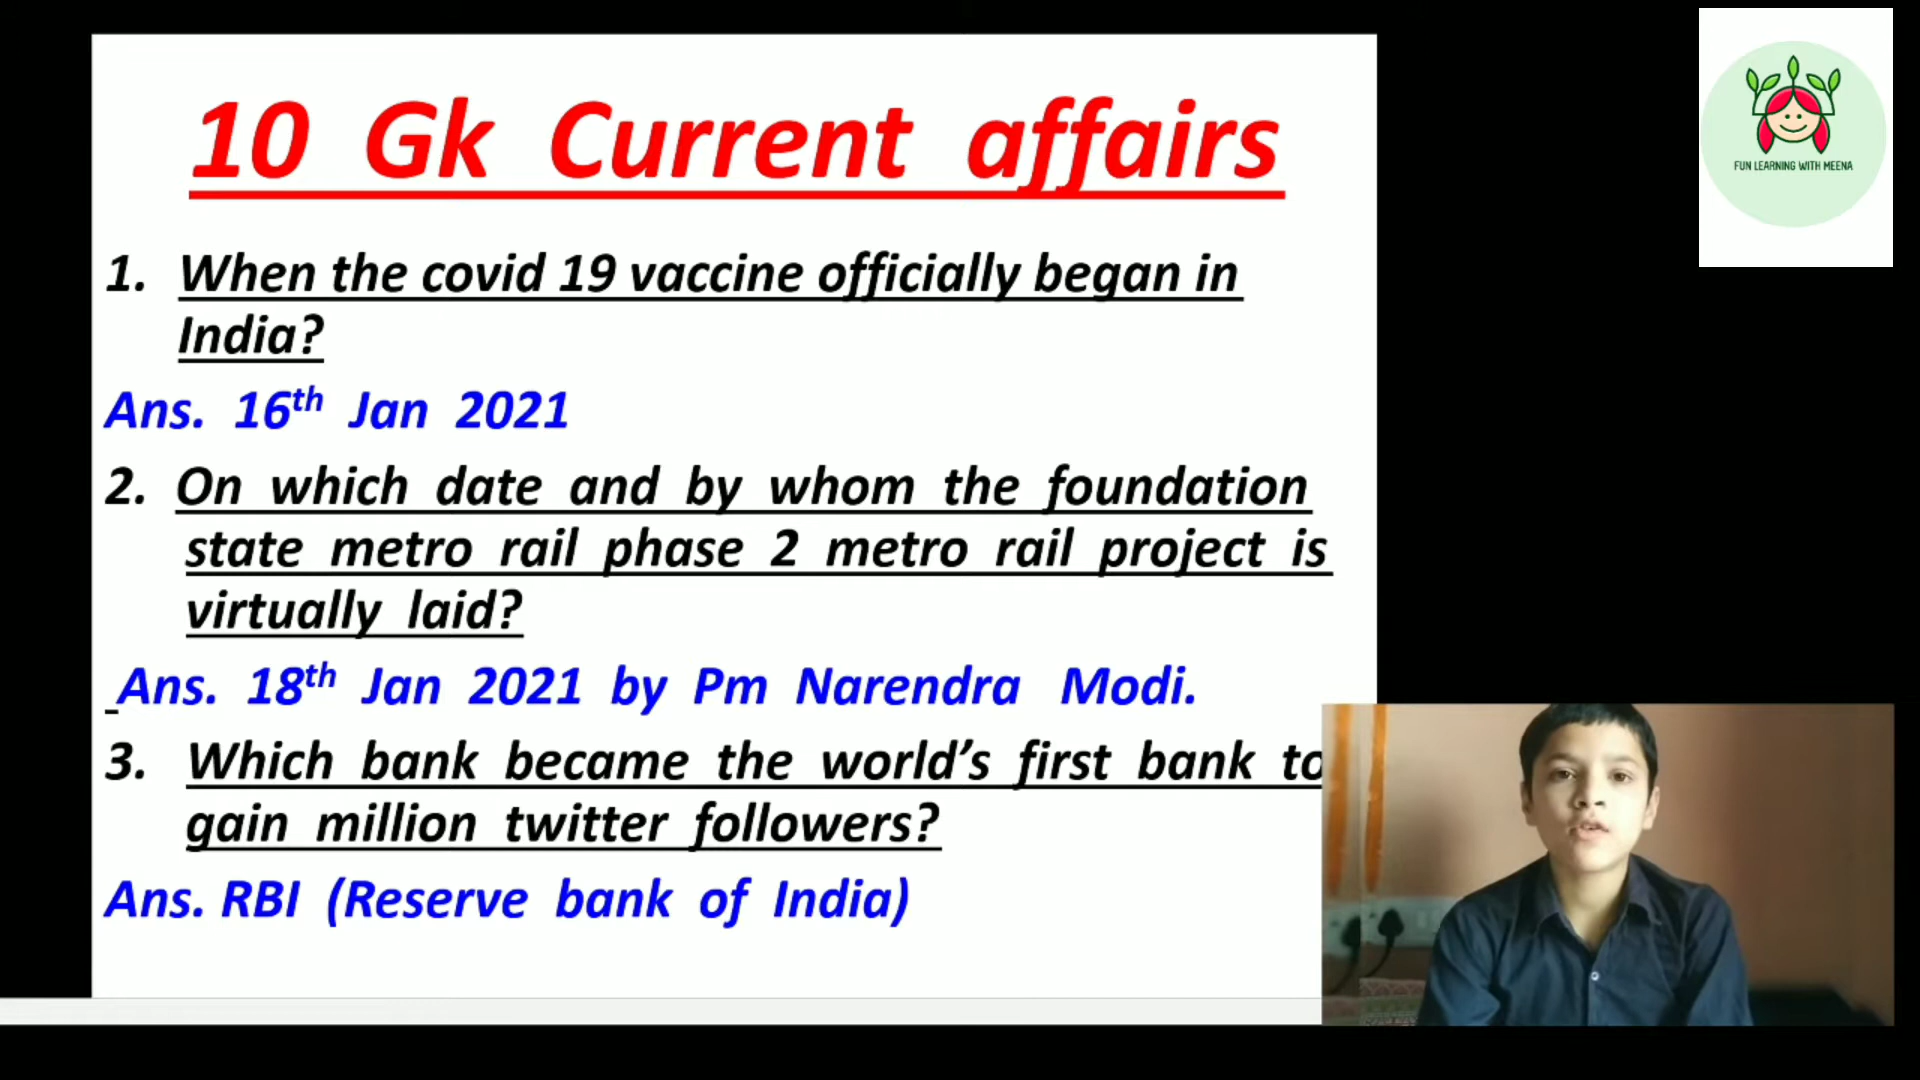 10 Gk Current affairs
1. When the covid 19 vaccine officially began in
India?
Ans. 16th Jan 2021
2. On which date and by whom the foundation
state metro rail phase 2 metro rail project is
virtually laid?
Ans. 18th Jan 2021 by Pm Narendra Modi.
3. Which bank became the world's first bank to
gain million twitter followers?
Ans. RBI (Reserve bank of India)
FUN LEARNING WITH MEENA